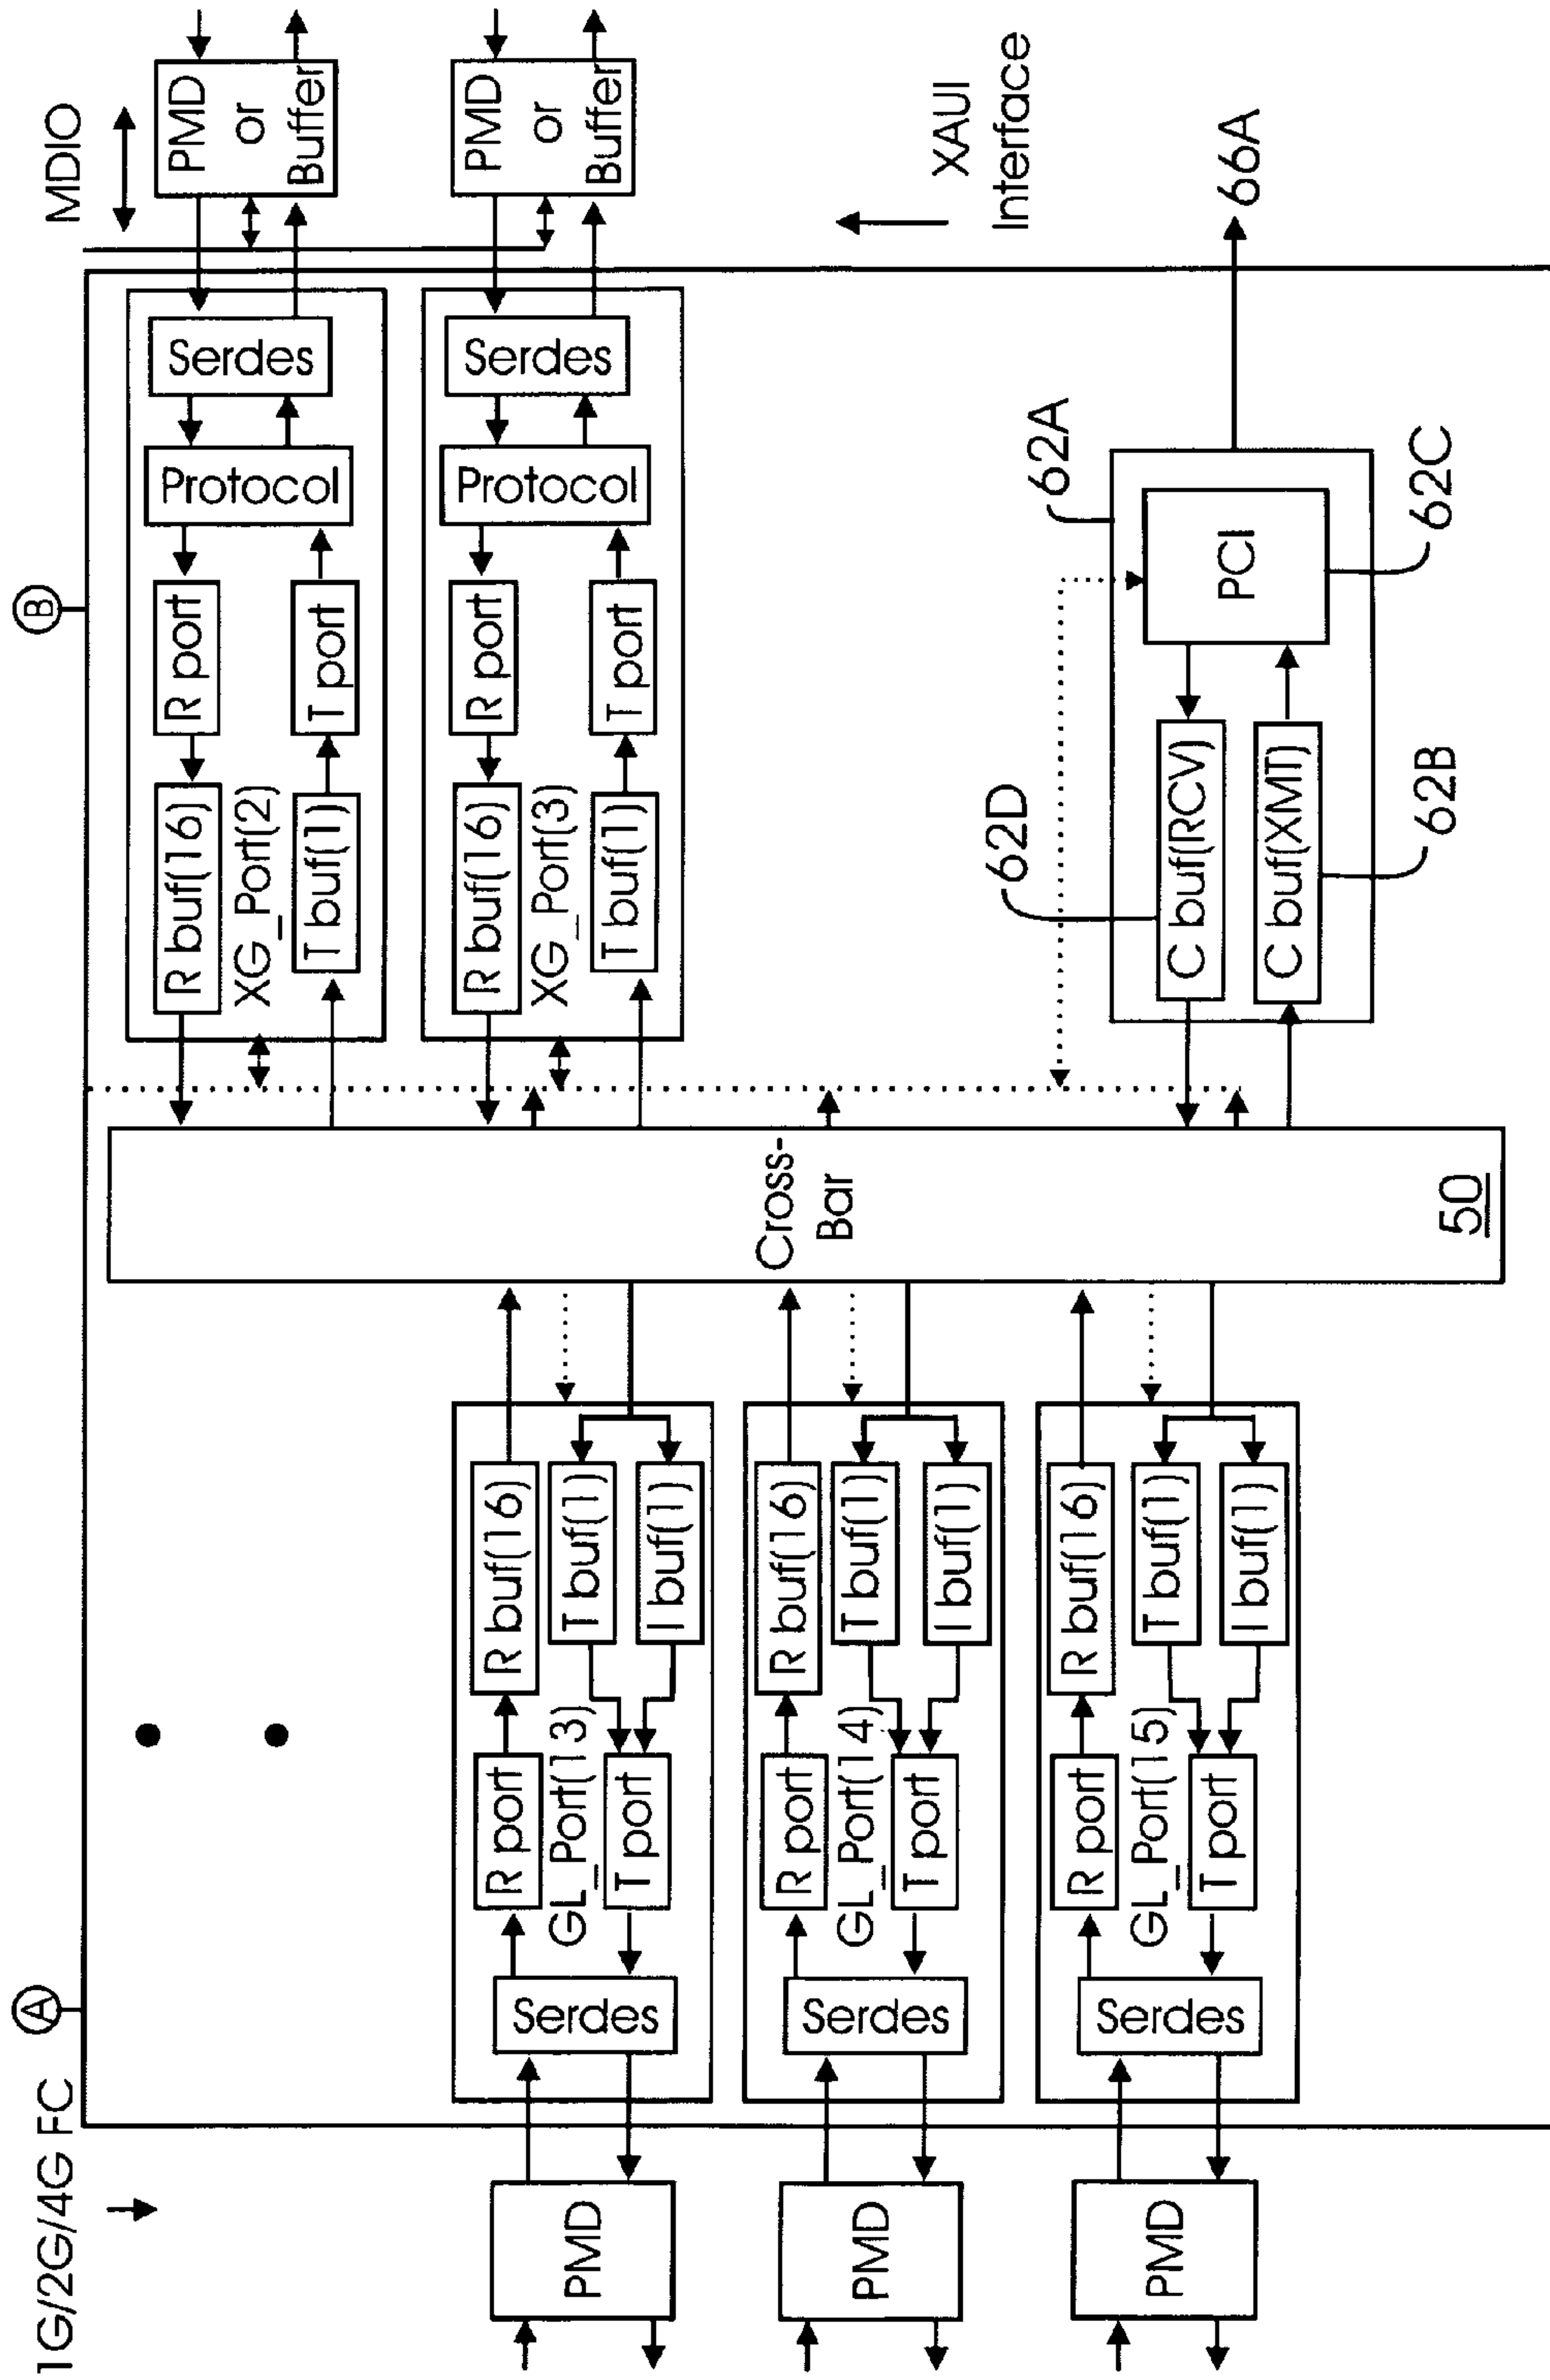 1G/2G/4G FC
A
B
MDIO
PMD
Serdes
R port
R buf(16)
GL_Port(13)
T port
T buf(1)
I buf(1)
PMD
Serdes
R port
R buf(16)
GL_Port(14)
T port
T buf(1)
I buf(1)
PMD
Serdes
R port
R buf(16)
GL_Port(15)
T port
T buf(1)
I buf(1)
Cross-
Bar
50
R buf(16)
R port
XG_Port(2)
T buf(1)
T port
Protocol
Serdes
PMD
or
Buffer
R buf(16)
R port
XG_Port(3)
T buf(1)
T port
Protocol
Serdes
PMD
or
Buffer
XAUI
Interface
62D
62A
C buf(RCV)
C buf(XMT)
PCI
66A
62B
62C